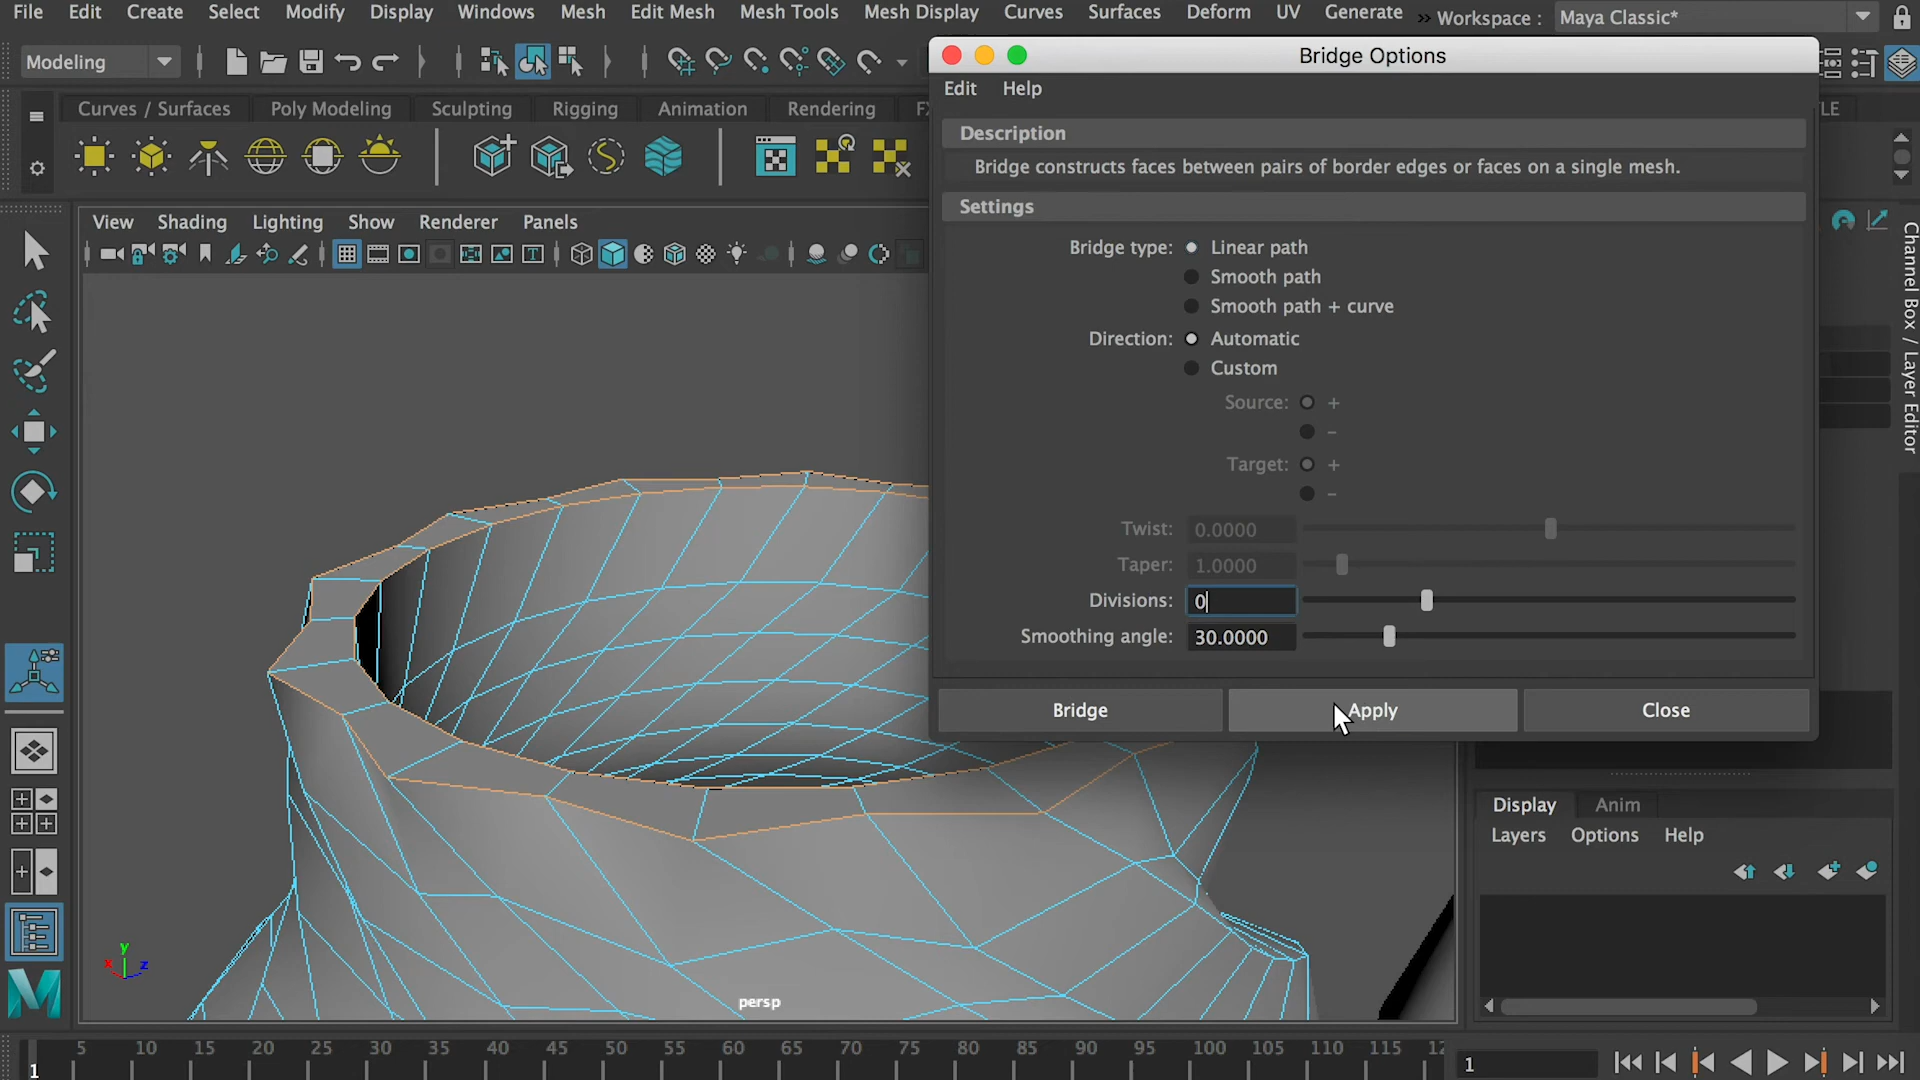 File Edit Create Select Modify Display Windows Mesh Edit Mesh Mesh Tools Mesh Display Curves Surfaces Deform UV Generate » Workspace : Maya Classic*
Modeling
Bridge Options
Edit Help
Curves / Surfaces Poly Modeling Sculpting Rigging Animation Rendering
Description
Bridge constructs faces between pairs of border edges or faces on a single mesh.
Settings
View Shading Lighting Show Renderer Panels
Bridge type: Linear path
Smooth path
Smooth path + curve
Direction: Automatic
Custom
Source: +
-
Target: +
-
Twist: 0.0000
Taper: 1.0000
Divisions: 0
Smoothing angle: 30.0000
Bridge Apply Close
Channel Box / Layer Editor
Display Anim
Layers Options Help
y
x z
persp
5 10 15 20 25 30 35 40 45 50 55 60 65 70 75 80 85 90 95 100 105 110 115
1
1